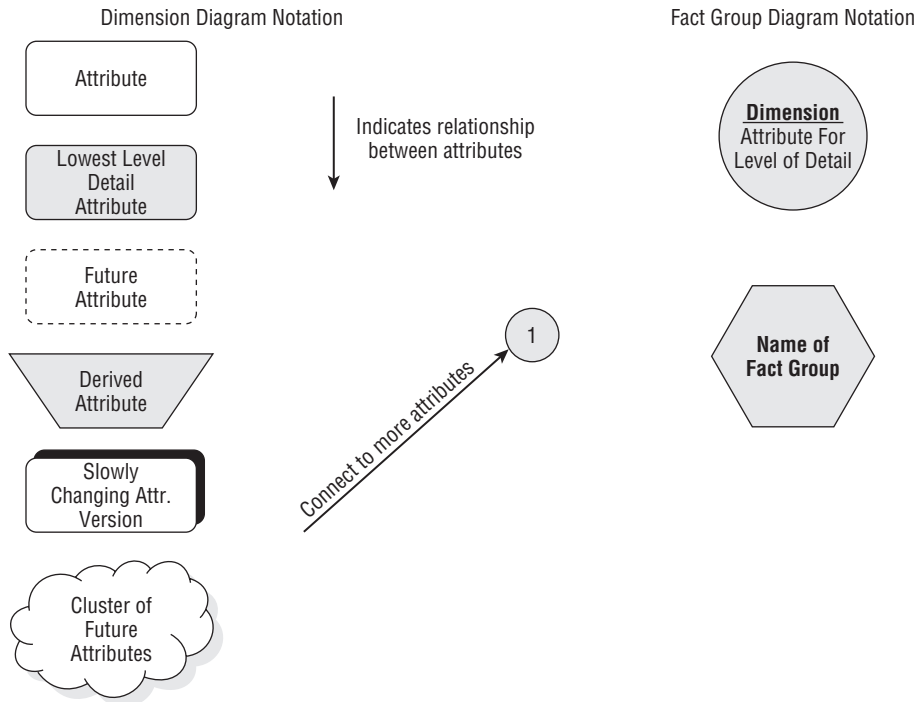 Dimension Diagram Notation
Fact Group Diagram Notation
Attribute
Lowest Level
Detail
Attribute
Future
Attribute
Derived
Attribute
Slowly
Changing Attr.
Version
Cluster of
Future
Attributes
Indicates relationship
between attributes
1
Connect to more attributes
Dimension
Attribute For
Level of Detail
Name of
Fact Group